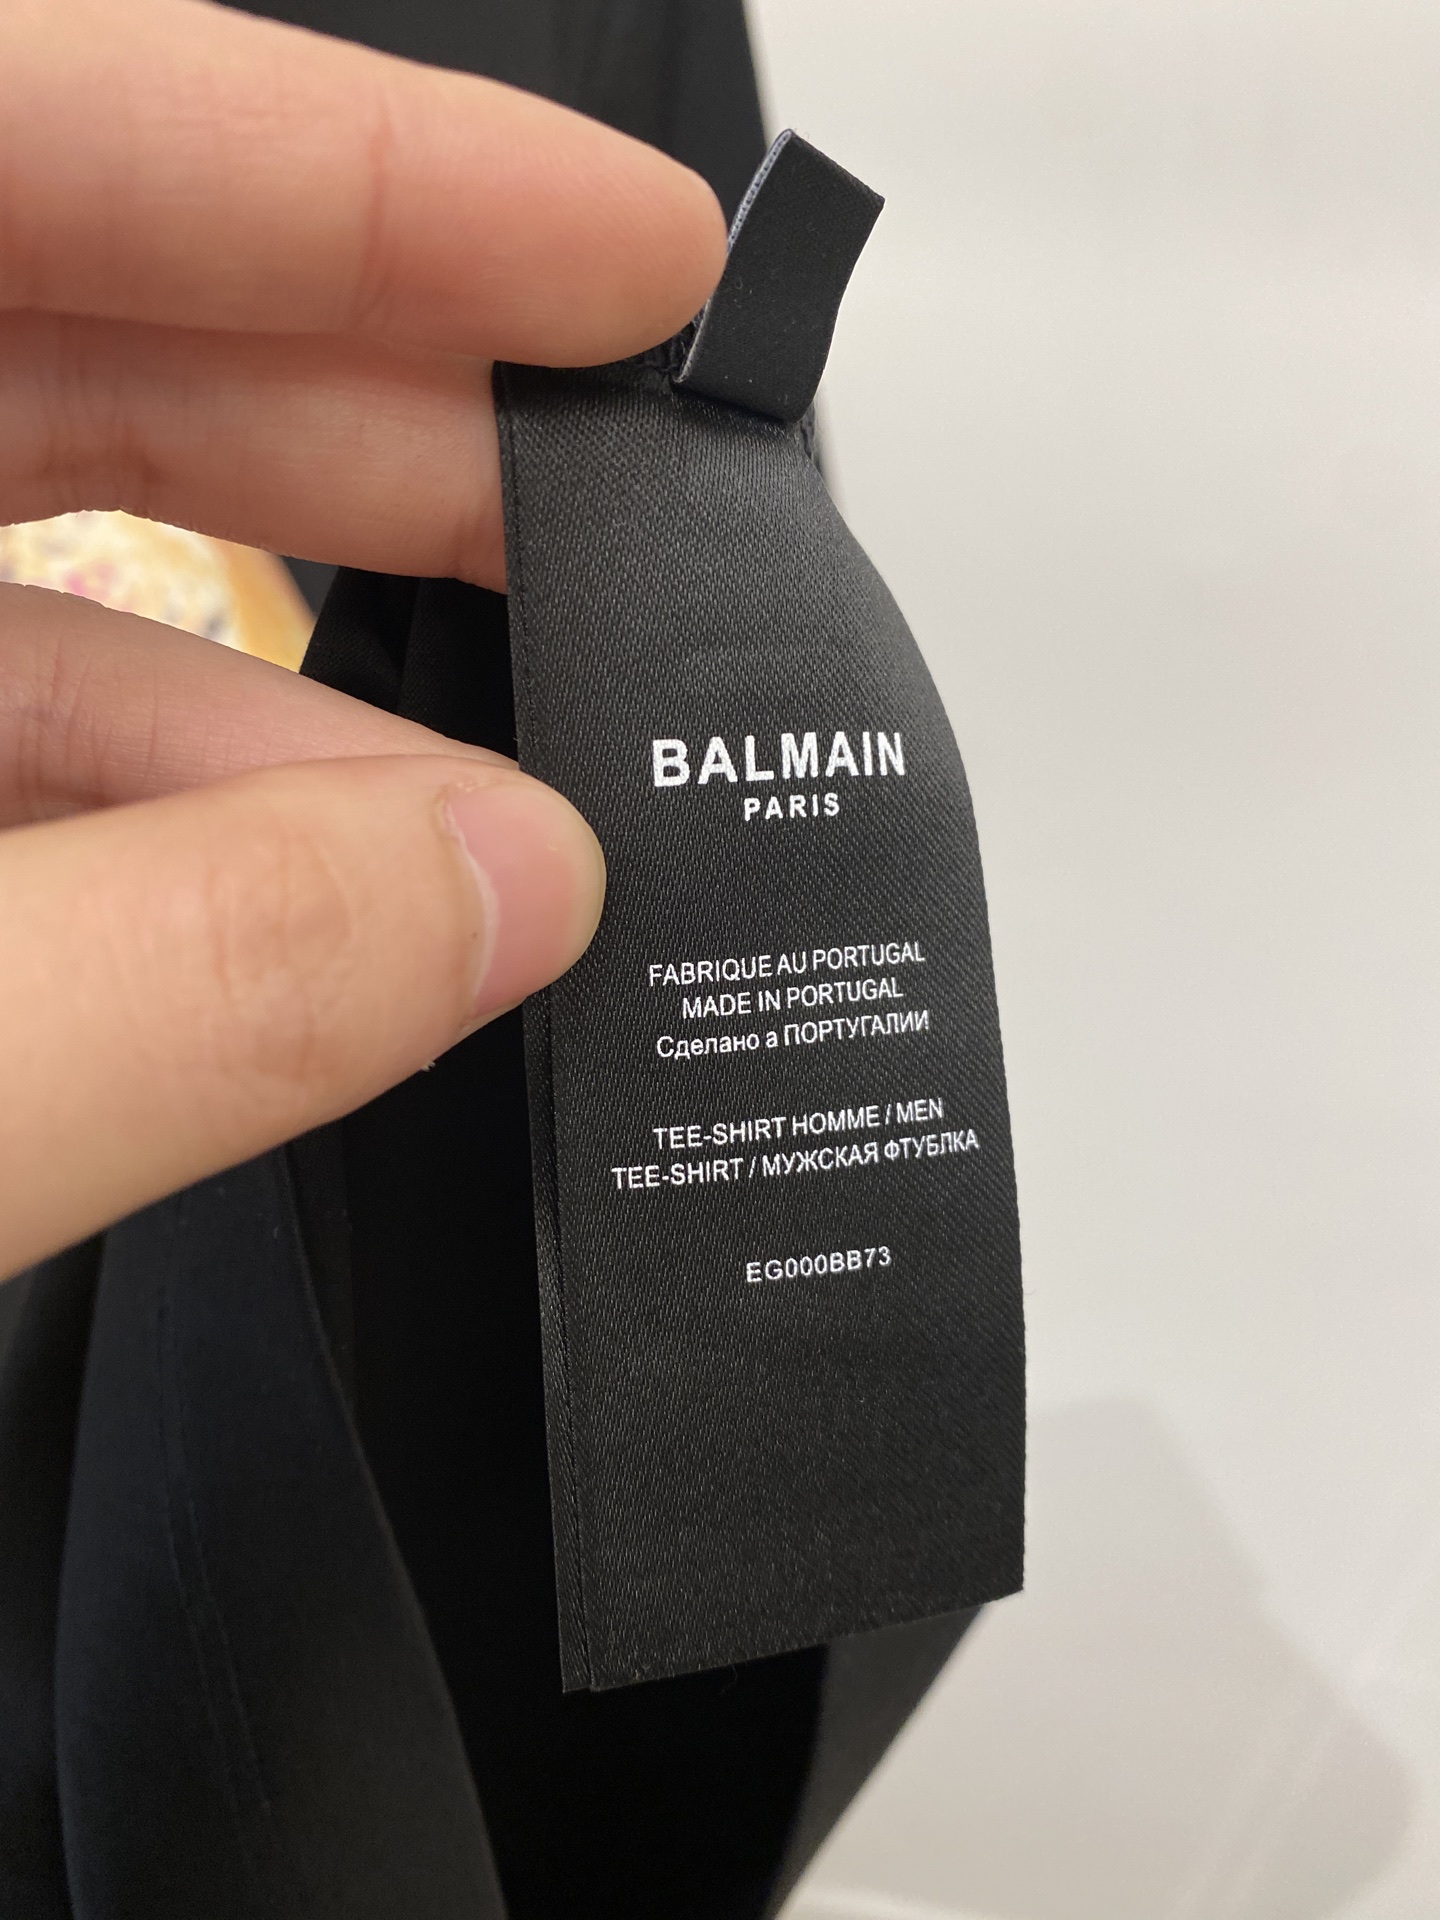 BALMAIN
PARIS
FABRIQUE AU PORTUGAL
MADE IN PORTUGAL
Сделано а ПОРТУГАЛИИ
TEE-SHIRT HOMME / MEN
TEE-SHIRT / МУЖСКАЯ ФТУБЛКА
EG000BB73